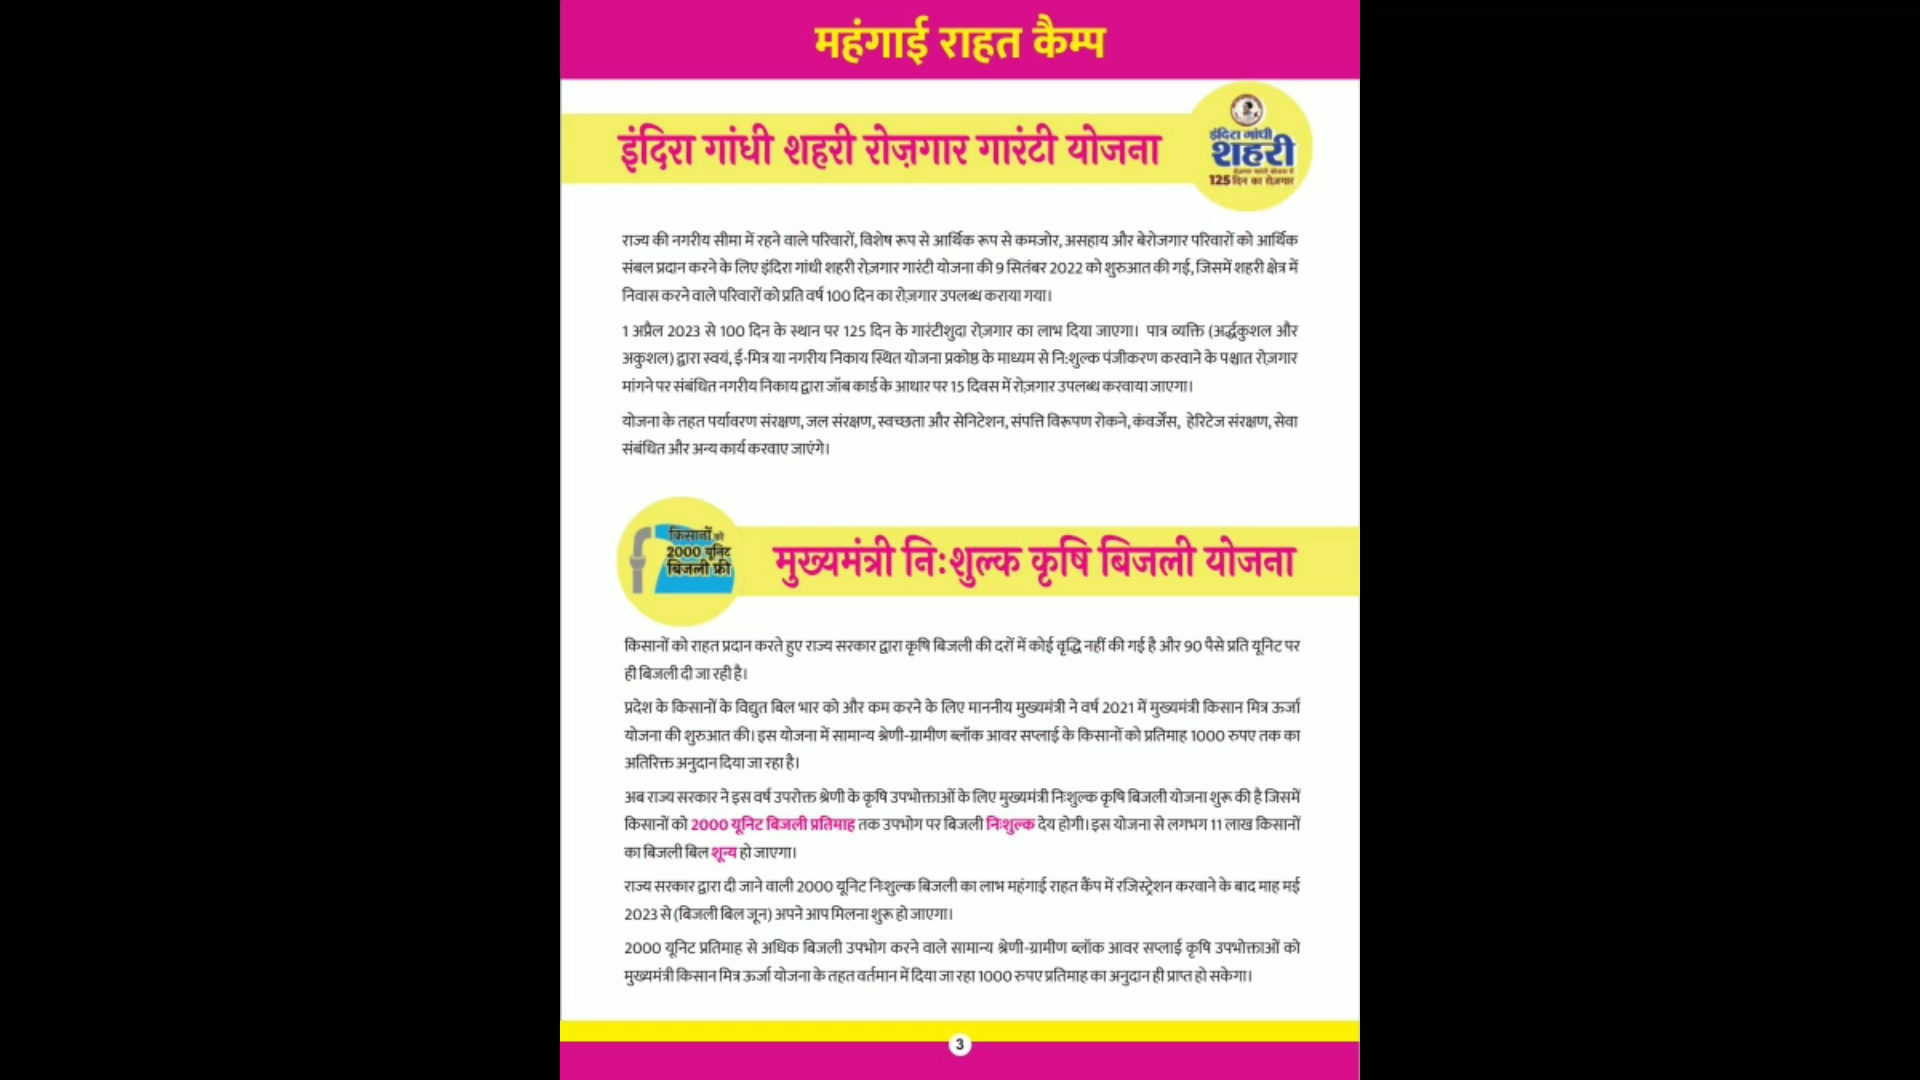 महंगाई राहत कैम्प
इंदिरा गांधी शहरी रोज़गार गारंटी योजना
इंदिरा गांधी
शहरी
125 दिन का रोज़गार
राज्य की नगरीय सीमा में रहने वाले परिवारों, विशेष रूप से आर्थिक रूप से कमजोर, असहाय और बेरोजगार परिवारों को आर्थिक
संबल प्रदान करने के लिए इंदिरा गांधी शहरी रोज़गार गारंटी योजना की 9 सितंबर 2022 को शुरुआत की गई, जिसमें शहरी क्षेत्र में
निवास करने वाले परिवारों को प्रति वर्ष 100 दिन का रोज़गार उपलब्ध कराया गया।
1 अप्रैल 2023 से 100 दिन के स्थान पर 125 दिन के गारंटीशुदा रोज़गार का लाभ दिया जाएगा। पात्र व्यक्ति (अर्द्धकुशल और
अकुशल) द्वारा स्वयं, ई-मित्र या नगरीय निकाय स्थित योजना प्रकोष्ठ के माध्यम से नि:शुल्क पंजीकरण करवाने के पश्चात रोज़गार
मांगने पर संबंधित नगरीय निकाय द्वारा जॉब कार्ड के आधार पर 15 दिवस में रोज़गार उपलब्ध करवाया जाएगा।
योजना के तहत पर्यावरण संरक्षण, जल संरक्षण, स्वच्छता और सेनिटेशन, संपत्ति विरूपण रोकने, कंवर्जेंस, हेरिटेज संरक्षण, सेवा
संबंधित और अन्य कार्य करवाए जाएंगे।
किसानों को
2000 यूनिट
बिजली फ्री
मुख्यमंत्री निःशुल्क कृषि बिजली योजना
किसानों को राहत प्रदान करते हुए राज्य सरकार द्वारा कृषि बिजली की दरों में कोई वृद्धि नहीं की गई है और 90 पैसे प्रति यूनिट पर
ही बिजली दी जा रही है।
प्रदेश के किसानों के विद्युत बिल भार को और कम करने के लिए माननीय मुख्यमंत्री ने वर्ष 2021 में मुख्यमंत्री किसान मित्र ऊर्जा
योजना की शुरुआत की। इस योजना में सामान्य श्रेणी-ग्रामीण ब्लॉक आवर सप्लाई के किसानों को प्रतिमाह 1000 रुपए तक का
अतिरिक्त अनुदान दिया जा रहा है।
अब राज्य सरकार ने इस वर्ष उपरोक्त श्रेणी के कृषि उपभोक्ताओं के लिए मुख्यमंत्री निःशुल्क कृषि बिजली योजना शुरू की है जिसमें
किसानों को 2000 यूनिट बिजली प्रतिमाह तक उपभोग पर बिजली निःशुल्क देय होगी। इस योजना से लगभग 11 लाख किसानों
का बिजली बिल शून्य हो जाएगा।
राज्य सरकार द्वारा दी जाने वाली 2000 यूनिट निःशुल्क बिजली का लाभ महंगाई राहत कैंप में रजिस्ट्रेशन करवाने के बाद माह मई
2023 से (बिजली बिल जून) अपने आप मिलना शुरू हो जाएगा।
2000 यूनिट प्रतिमाह से अधिक बिजली उपभोग करने वाले सामान्य श्रेणी-ग्रामीण ब्लॉक आवर सप्लाई कृषि उपभोक्ताओं को
मुख्यमंत्री किसान मित्र ऊर्जा योजना के तहत वर्तमान में दिया जा रहा 1000 रुपए प्रतिमाह का अनुदान ही प्राप्त हो सकेगा।
3